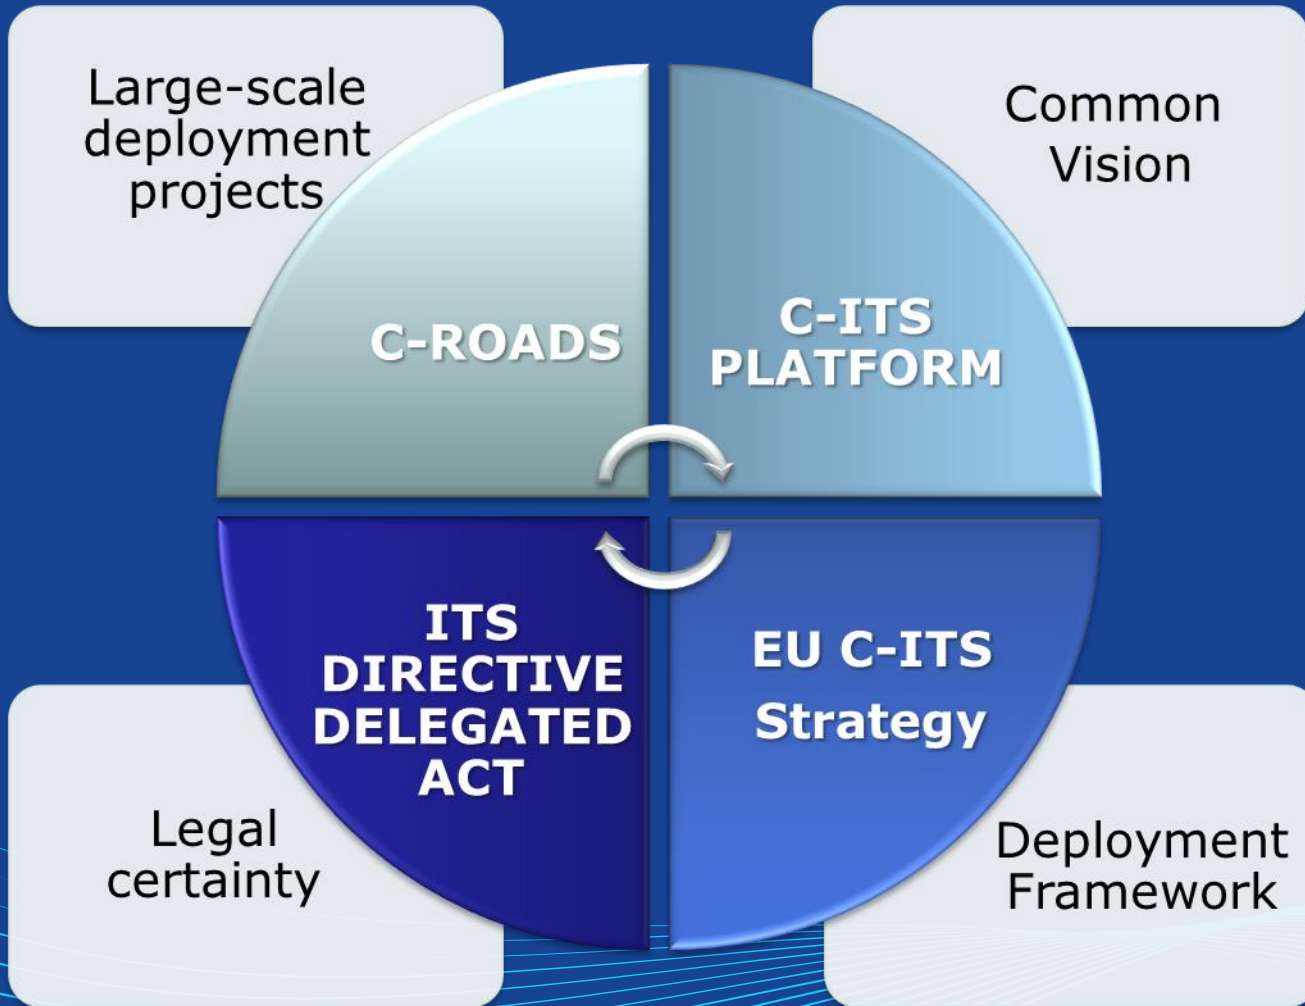 Large-scale
deployment
projects
Common
Vision
C-ROADS
C-ITS
PLATFORM
ITS
DIRECTIVE
DELEGATED
ACT
EU C-ITS
Strategy
Legal
certainty
Deployment
Framework